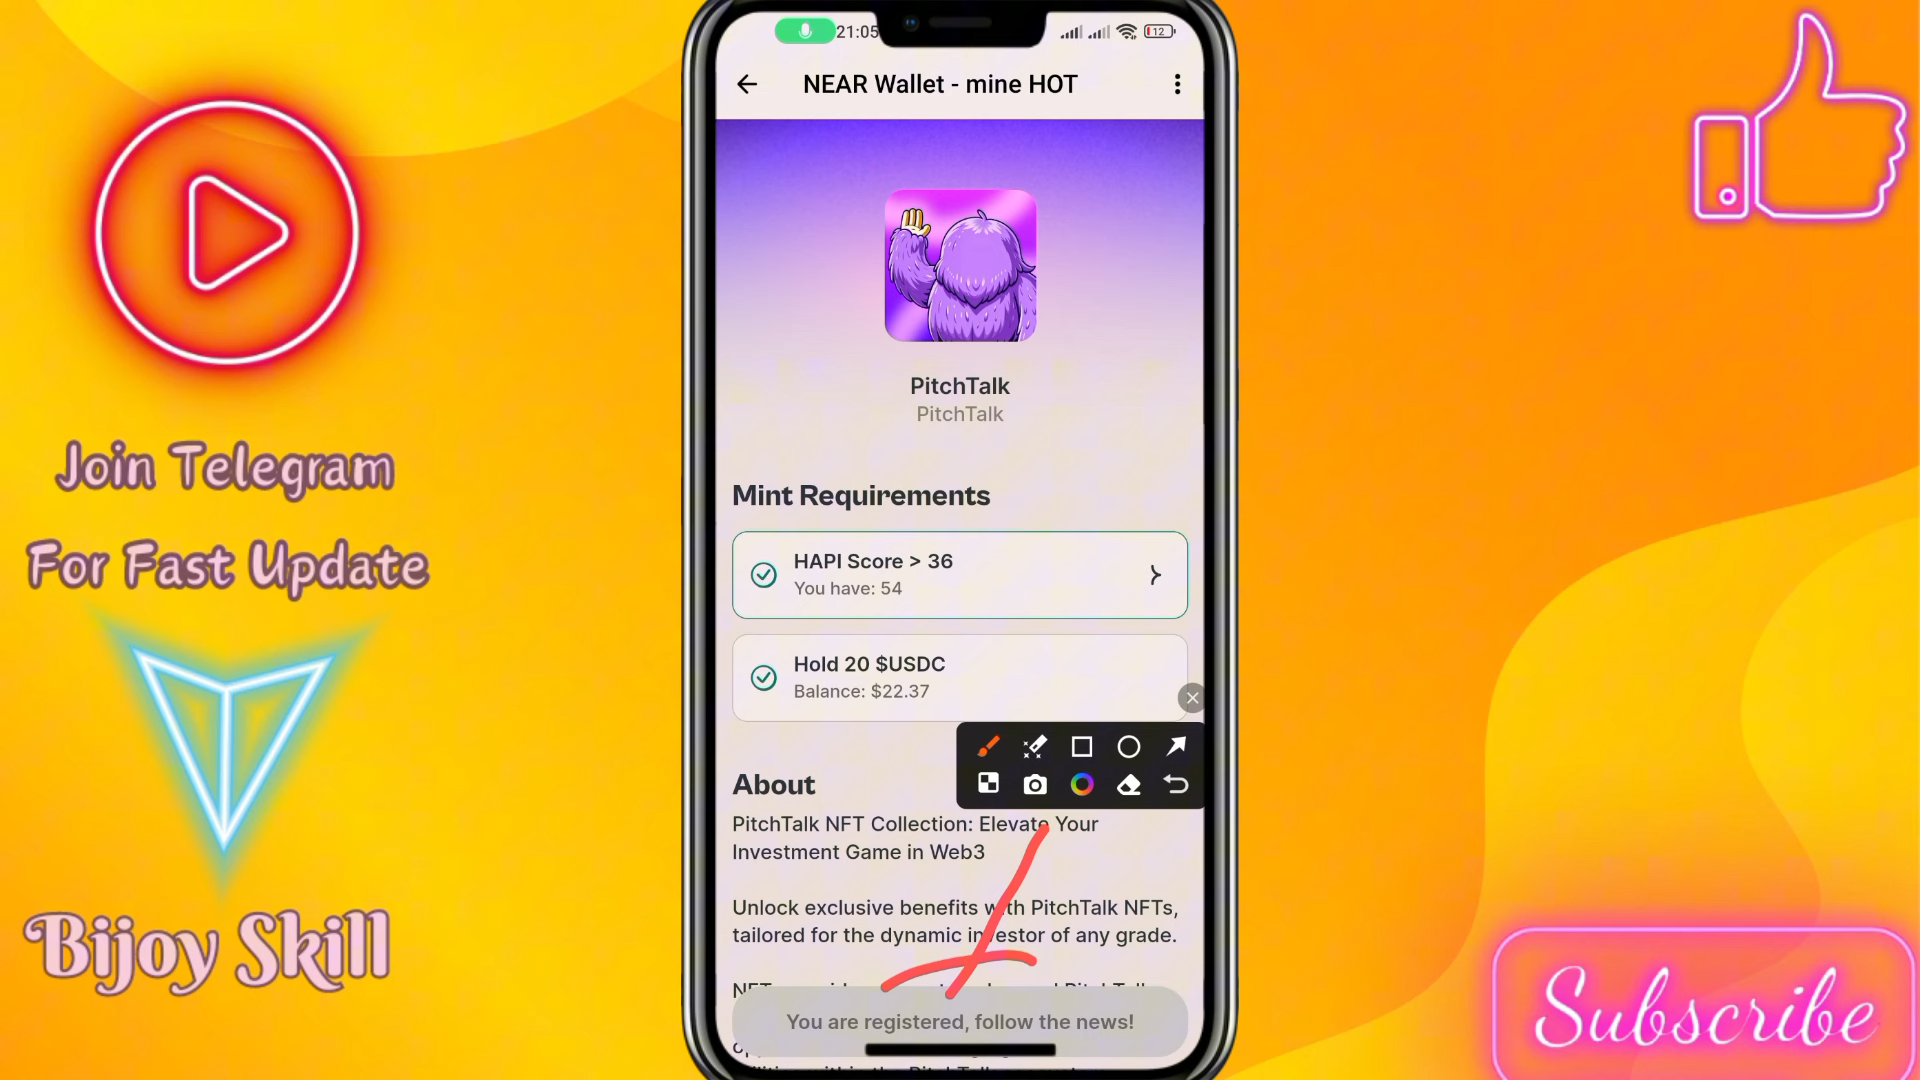 21:05
12
NEAR Wallet - mine HOT
PitchTalk
PitchTalk
Mint Requirements
HAPI Score > 36
You have: 54
Hold 20 $USDC
Balance: $22.37
About
PitchTalk NFT Collection: Elevate Your
Investment Game in Web3
Unlock exclusive benefits with PitchTalk NFTs,
tailored for the dynamic investor of any grade.
You are registered, follow the news!
Join Telegram
For Fast Update
Bijoy Skill
Subscribe